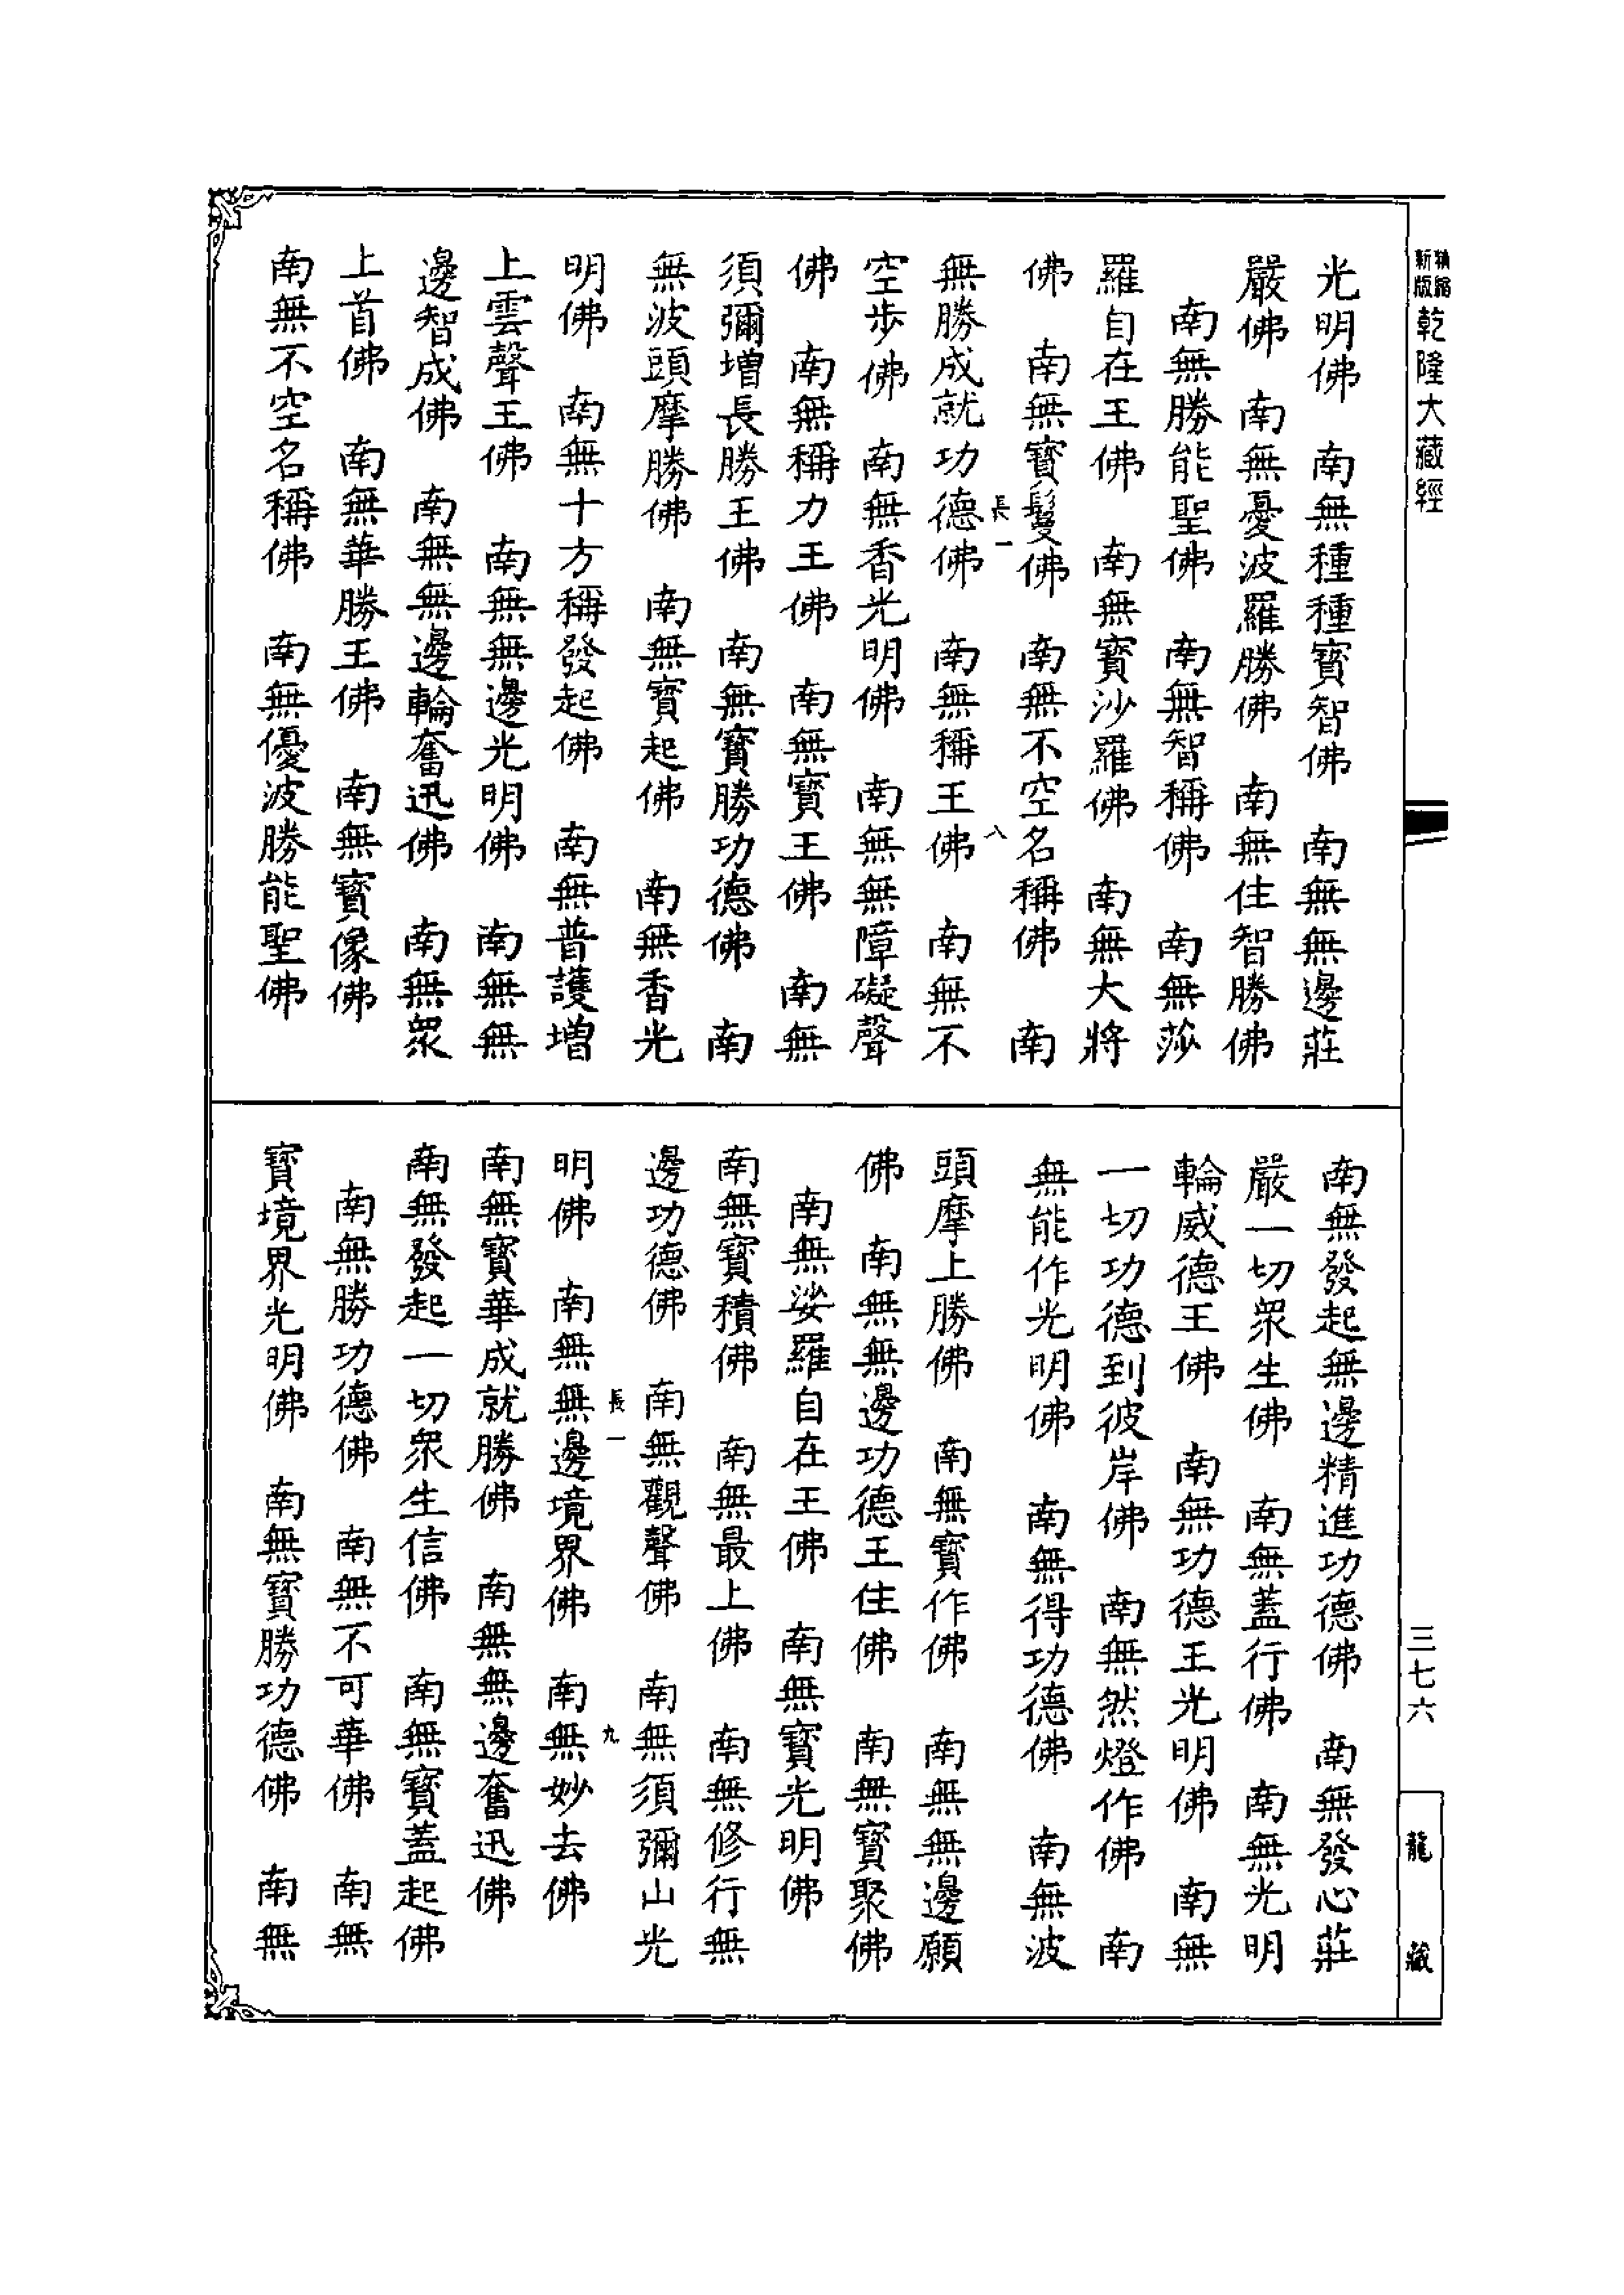 精縮新版乾隆大藏經
光明佛　南無種種寶智佛　南無無邊莊
嚴佛　南無憂波羅勝佛　南無住智勝佛
南無勝能聖佛　南無智稱佛　南無莎
羅自在王佛　南無寶沙羅佛　南無大將
佛　南無寶髻佛　南無不空名稱佛　南
長一　八
無勝成就功德佛　南無稱王佛　南無不
空步佛　南無香光明佛　南無無障礙聲
佛　南無稱力王佛　南無寶王佛　南無
須彌增長勝王佛　南無寶勝功德佛　南
無波頭摩勝佛　南無寶起佛　南無香光
明佛　南無十方稱發起佛　南無普護增
上雲聲王佛　南無無邊光明佛　南無無
邊智成佛　南無無邊輪奮迅佛　南無眾
上首佛　南無華勝王佛　南無寶像佛
南無不空名稱佛　南無優波勝能聖佛
南無發起無邊精進功德佛　南無發心莊
嚴一切眾生佛　南無蓋行佛　南無光明
輪威德王佛　南無功德王光明佛　南無
一切功德到彼岸佛　南無然燈作佛　南
無能作光明佛　南無得功德佛　南無波
頭摩上勝佛　南無寶作佛　南無無邊願
佛　南無無邊功德王住佛　南無寶聚佛
南無娑羅自在王佛　南無寶光明佛
南無寶積佛　南無最上佛　南無修行無
邊功德佛　南無觀聲佛　南無須彌山光
長一　九
明佛　南無無邊境界佛　南無妙去佛
南無寶華成就勝佛　南無無邊奮迅佛
南無發起一切眾生信佛　南無寶蓋起佛
南無勝功德佛　南無不可華佛　南無
寶境界光明佛　南無寶勝功德佛　南無
三七六
龍藏